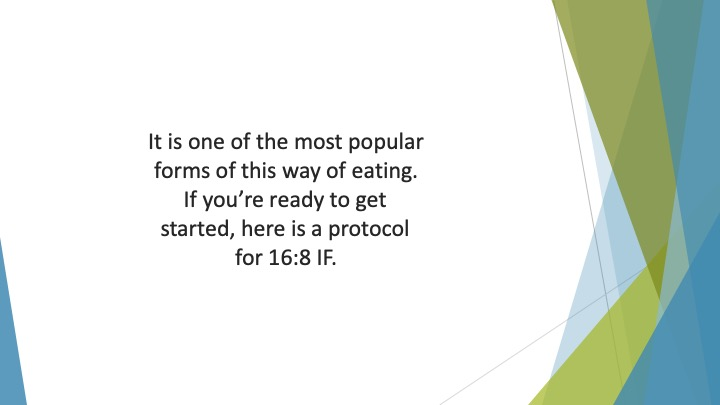 It is one of the most popular
forms of this way of eating.
If you’re ready to get
started, here is a protocol
for 16:8 IF.